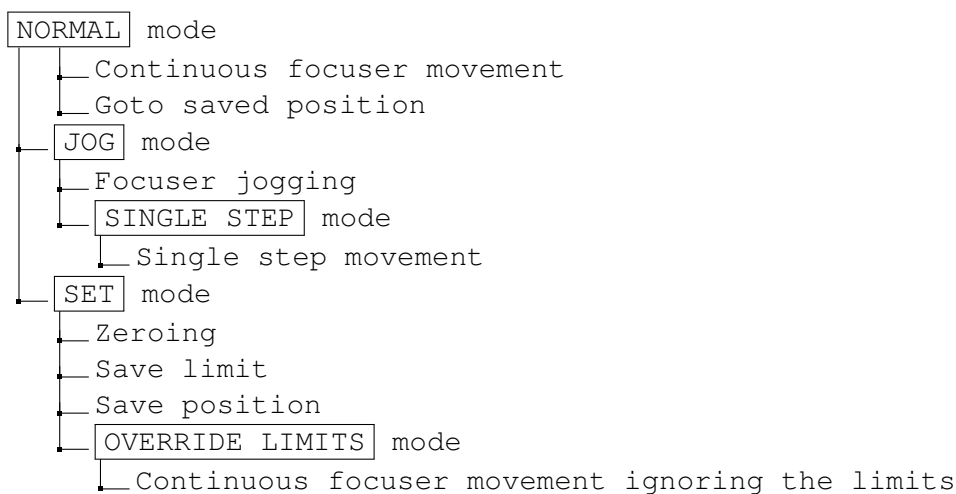 NORMAL mode
Continuous focuser movement
Goto saved position
JOG mode
Focuser jogging
SINGLE STEP mode
Single step movement
SET mode
Zeroing
Save limit
Save position
OVERRIDE LIMITS mode
Continuous focuser movement ignoring the limits